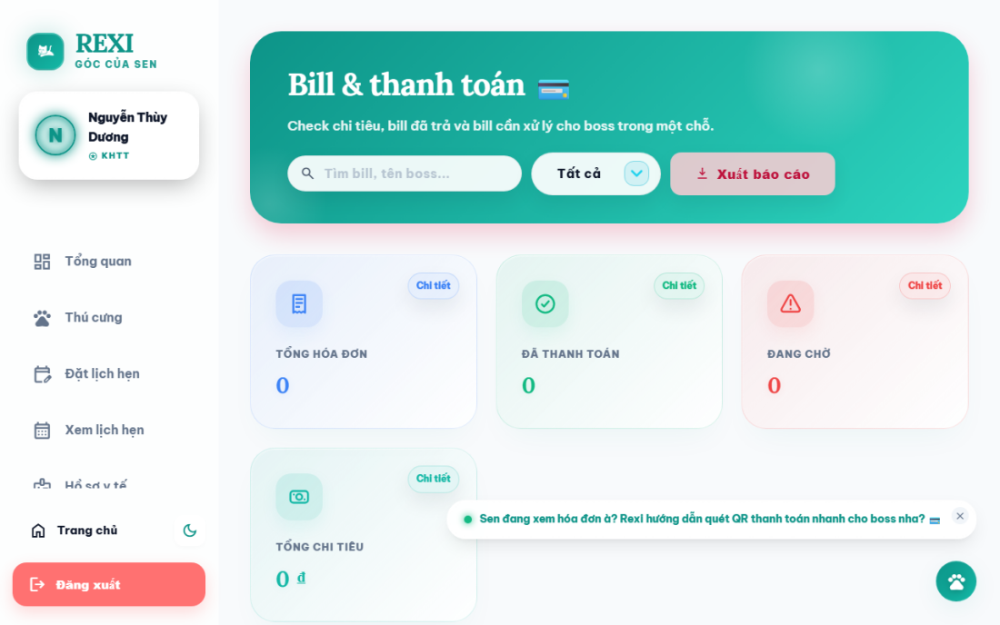 REXI
GÓC CỦA SEN
N
Nguyễn Thùy
Dương
KHTT
Tổng quan
Thú cưng
Đặt lịch hẹn
Xem lịch hẹn
Hồ sơ y tế
Trang chủ
Đăng xuất
Bill & thanh toán
Check chi tiêu, bill đã trả và bill cần xử lý cho boss trong một chỗ.
Tìm bill, tên boss...
Tất cả
Xuất báo cáo
Chi tiết
TỔNG HÓA ĐƠN
0
Chi tiết
ĐÃ THANH TOÁN
0
Chi tiết
ĐANG CHỜ
0
Chi tiết
TỔNG CHI TIÊU
0 ₫
Sen đang xem hóa đơn à? Rexi hướng dẫn quét QR thanh toán nhanh cho boss nha?